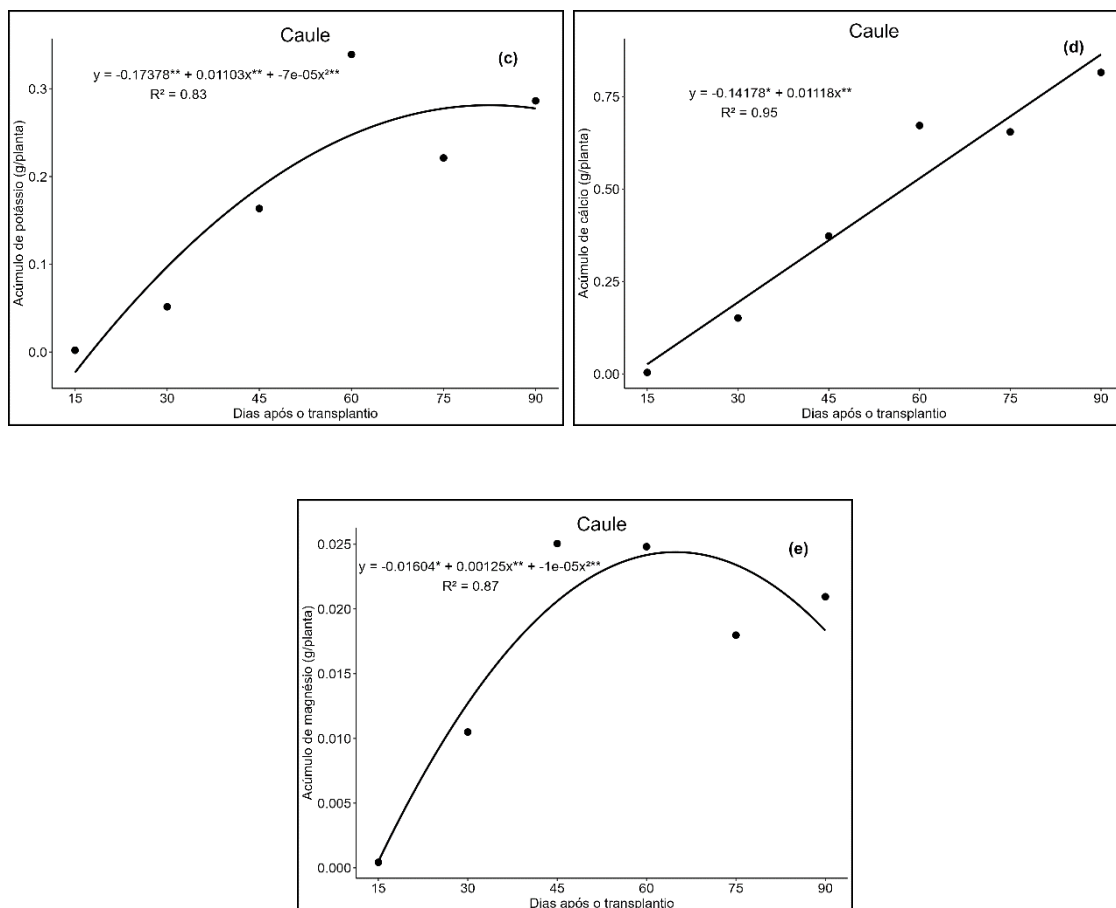 Caule
(c)
y = -0.17378** + 0.01103x** + -7e-05x²**
R² = 0.83
Acúmulo de potássio (g/planta)
0.3
0.2
0.1
0.0
15 30 45 60 75 90
Dias após o transplantio
Caule
(d)
y = -0.14178* + 0.01118x**
R² = 0.95
Acúmulo de cálcio (g/planta)
0.75
0.50
0.25
0.00
15 30 45 60 75 90
Dias após o transplantio
Caule
(e)
y = -0.01604* + 0.00125x** + -1e-05x²**
R² = 0.87
Acúmulo de magnésio (g/planta)
0.025
0.020
0.015
0.010
0.005
0.000
15 30 45 60 75 90
Dias após o transplantio